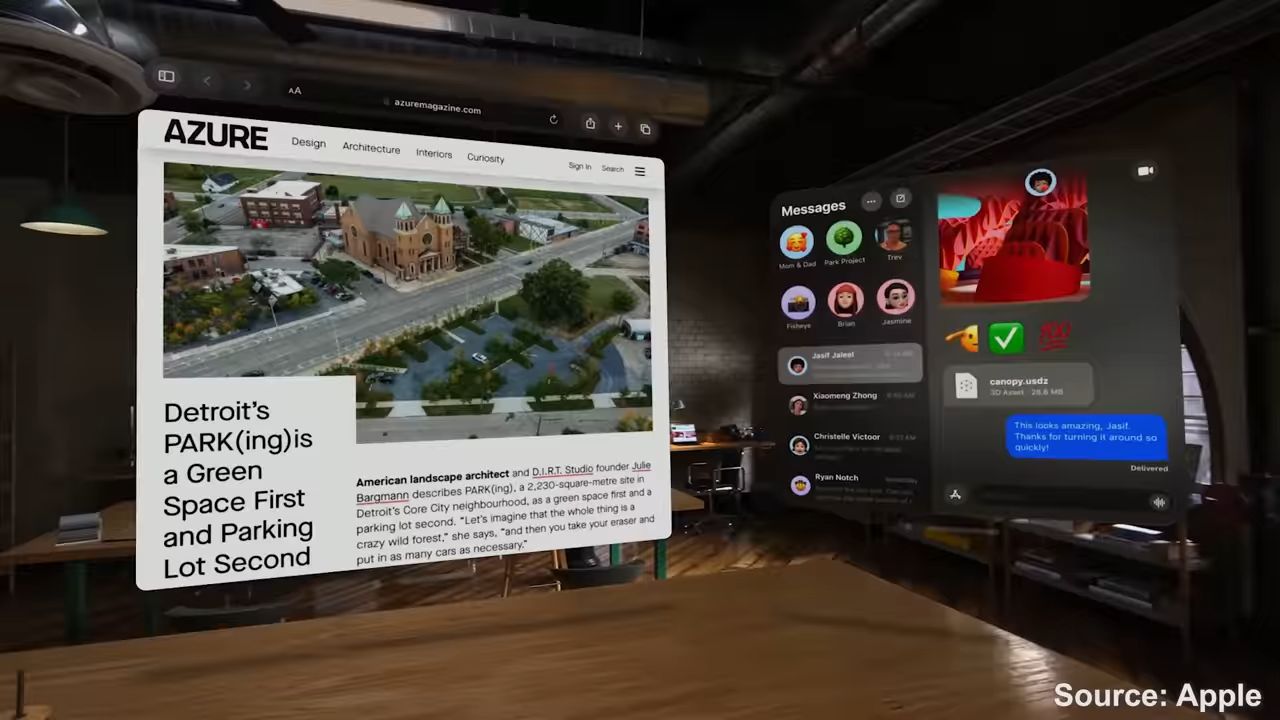 AA
azuremagazine.com
AZURE
Design
Architecture
Interiors
Curiosity
Sign In
Search
Detroit's
PARK(ing)is
a Green
Space First
and Parking
Lot Second
American landscape architect and D.I.R.T. Studio founder Julie
Bargmann describes PARK(ing), a 2,230-square-metre site in
Detroit's Core City neighbourhood, as a green space first and a
parking lot second. “Let's imagine that the whole thing is a
crazy wild forest,” she says, “and then you take your eraser and
put in as many cars as necessary.”
Messages
Mom & Dad
Park Project
Trev
Fisheye
Brian
Jasmine
Jasif Jaleel
Xiaomeng Zhong
Christelle Victoor
Ryan Notch
100
canopy.usdz
3D Asset · 28.6 MB
This looks amazing, Jasif.
Thanks for turning it around so
quickly!
Delivered
Source: Apple